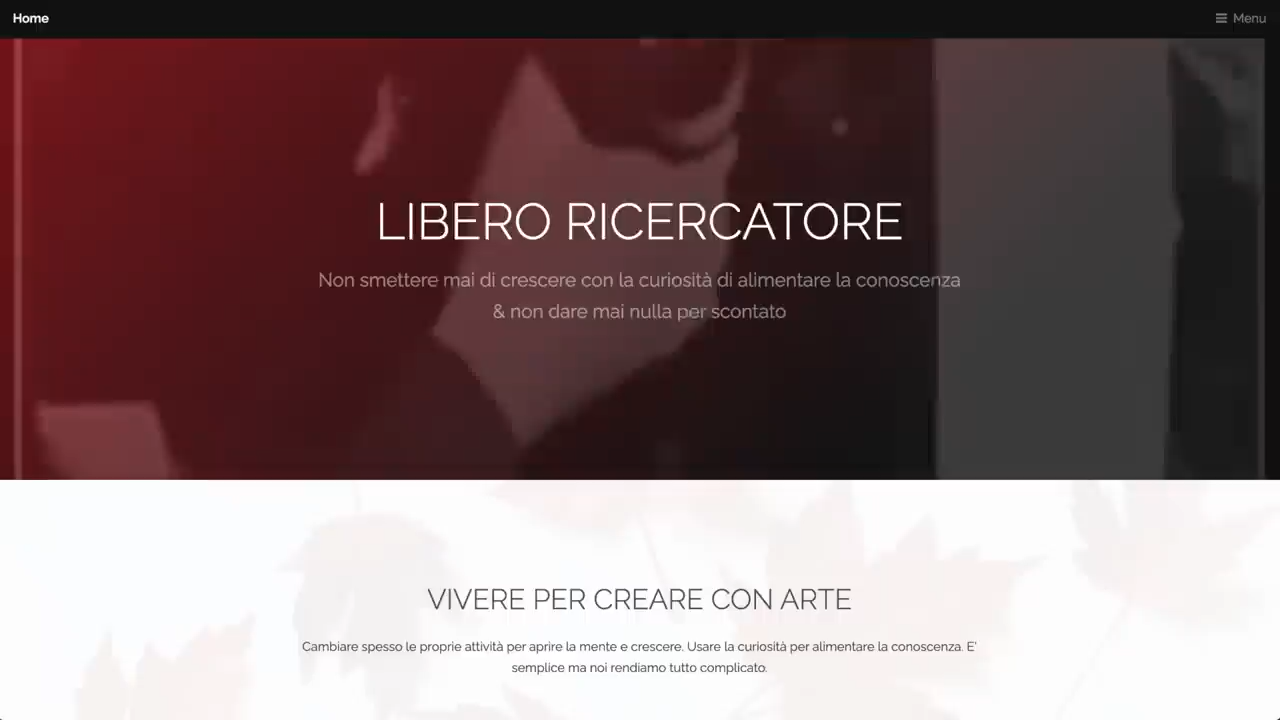 Home
Menu
LIBERO RICERCATORE
Non smettere mai di crescere con la curiosità di alimentare la conoscenza
& non dare mai nulla per scontato
VIVERE PER CREARE CON ARTE
Cambiare spesso le proprie attività per aprire la mente e crescere. Usare la curiosità per alimentare la conoscenza. E'
semplice ma noi rendiamo tutto complicato.